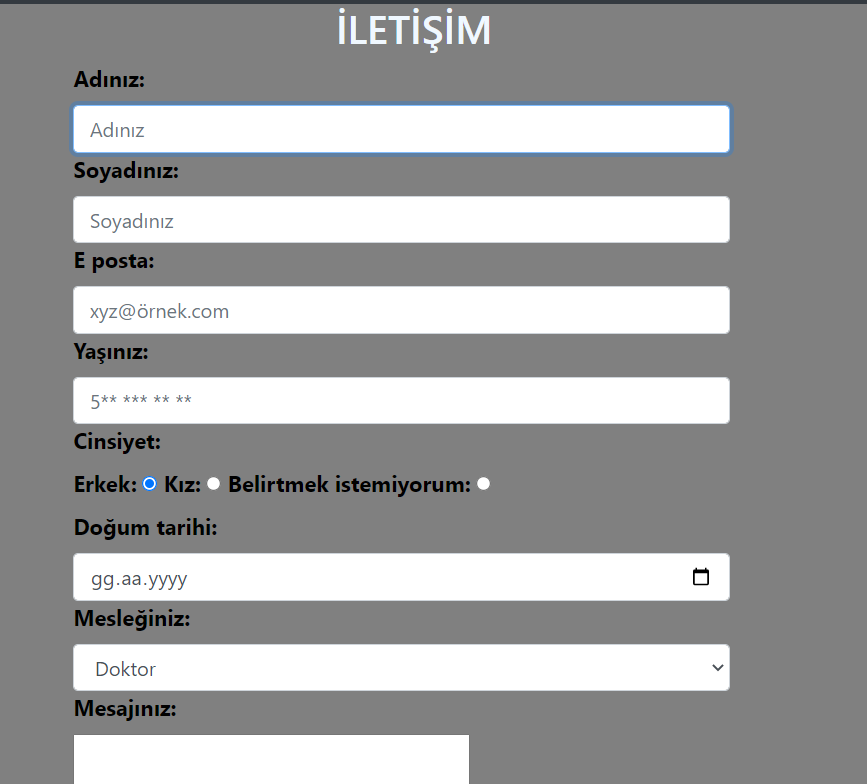 İLETİŞİM
Adınız:
Adınız
Soyadınız:
Soyadınız
E posta:
xyz@örnek.com
Yaşınız:
5** *** ** **
Cinsiyet:
Erkek: Kız: Belirtmek istemiyorum:
Doğum tarihi:
gg.aa.yyyy
Mesleğiniz:
Doktor
Mesajınız: